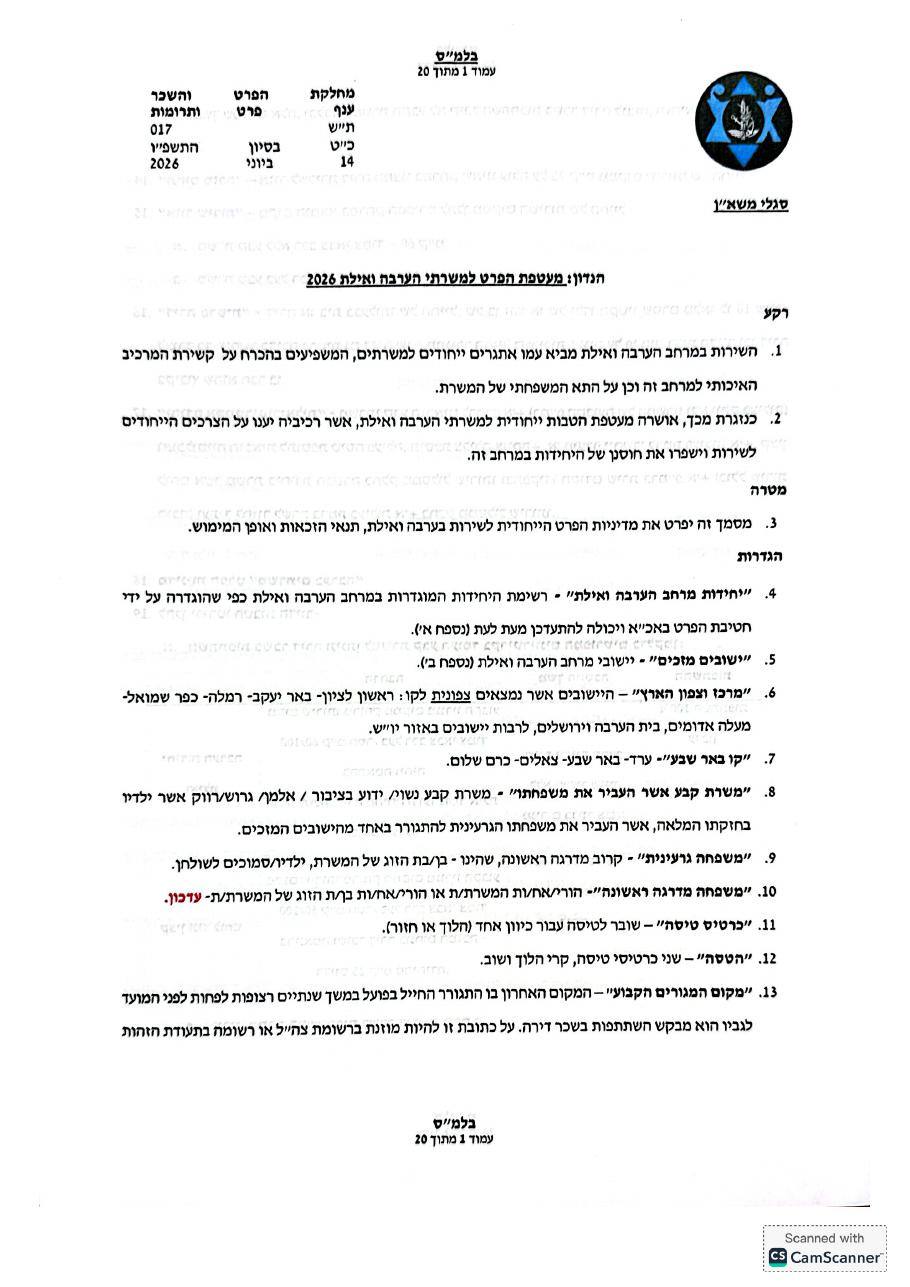 בלמ"ס
עמוד 1 מתוך 20
מחלקת הפרט והשכר
ענף פרט ותרומות
ת"ש 017
כ"ט בסיון התשפ"ו
14 ביוני 2026
סגלי משא"ן
הנדון: מעטפת הפרט למשרתי הערבה ואילת 2026
רקע
1. השירות במרחב הערבה ואילת מביא עמו אתגרים ייחודים למשרתים, המשפיעים בהכרח על קשירת המרכיב
האיכותי למרחב זה וכן על התא המשפחתי של המשרת.
2. כנגזרת מכך, אושרה מעטפת הטבות ייחודית למשרתי הערבה ואילת, אשר רכיביה יענו על הצרכים הייחודים
לשירות וישפרו את חוסנן של היחידות במרחב זה.
מטרה
3. מסמך זה יפרט את מדיניות הפרט הייחודית לשירות בערבה ואילת, תנאי הזכאות ואופן המימוש.
הגדרות
4. "יחידות מרחב הערבה ואילת" - רשימת היחידות המוגדרות במרחב הערבה ואילת כפי שהוגדרה על ידי
חטיבת הפרט באכ"א ויכולה להתעדכן מעת לעת (נספח א').
5. "ישובים מזכים" - יישובי מרחב הערבה ואילת (נספח ב').
6. "מרכז וצפון הארץ" – היישובים אשר נמצאים צפונית לקו: ראשון לציון- באר יעקב- רמלה- כפר שמואל-
מעלה אדומים, בית הערבה וירושלים, לרבות יישובים באזור יו"ש.
7. "קו באר שבע"- ערד- באר שבע- צאלים- כרם שלום.
8. "משרת קבע אשר העביר את משפחתו" - משרת קבע נשוי/ ידוע בציבור / אלמן/ גרוש/רווק אשר ילדיו
בחזקתו המלאה, אשר העביר את משפחתו הגרעינית להתגורר באחד מהישובים המזכים.
9. "משפחה גרעינית" - קרוב מדרגה ראשונה, שהינו - בן/בת הזוג של המשרת, ילדיו/סמוכים לשולחן.
10. "משפחה מדרגה ראשונה"- הורי/אח/ות המשרת/ת או הורי/אח/ות בן/ת הזוג של המשרת/ת- עדכון.
11. "כרטיס טיסה" – שובר לטיסה עבור כיוון אחד (הלוך או חזור).
12. "הטסה" – שני כרטיסי טיסה, קרי הלוך ושוב.
13. "מקום המגורים הקבוע" – המקום האחרון בו התגורר החייל בפועל במשך שנתיים רצופות לפחות לפני המועד
לגביו הוא מבקש השתתפות בשכר דירה. על כתובת זו להיות מוזנת ברשומת צה"ל או רשומה בתעודת הזהות
בלמ"ס
עמוד 1 מתוך 20
Scanned with
CS CamScanner